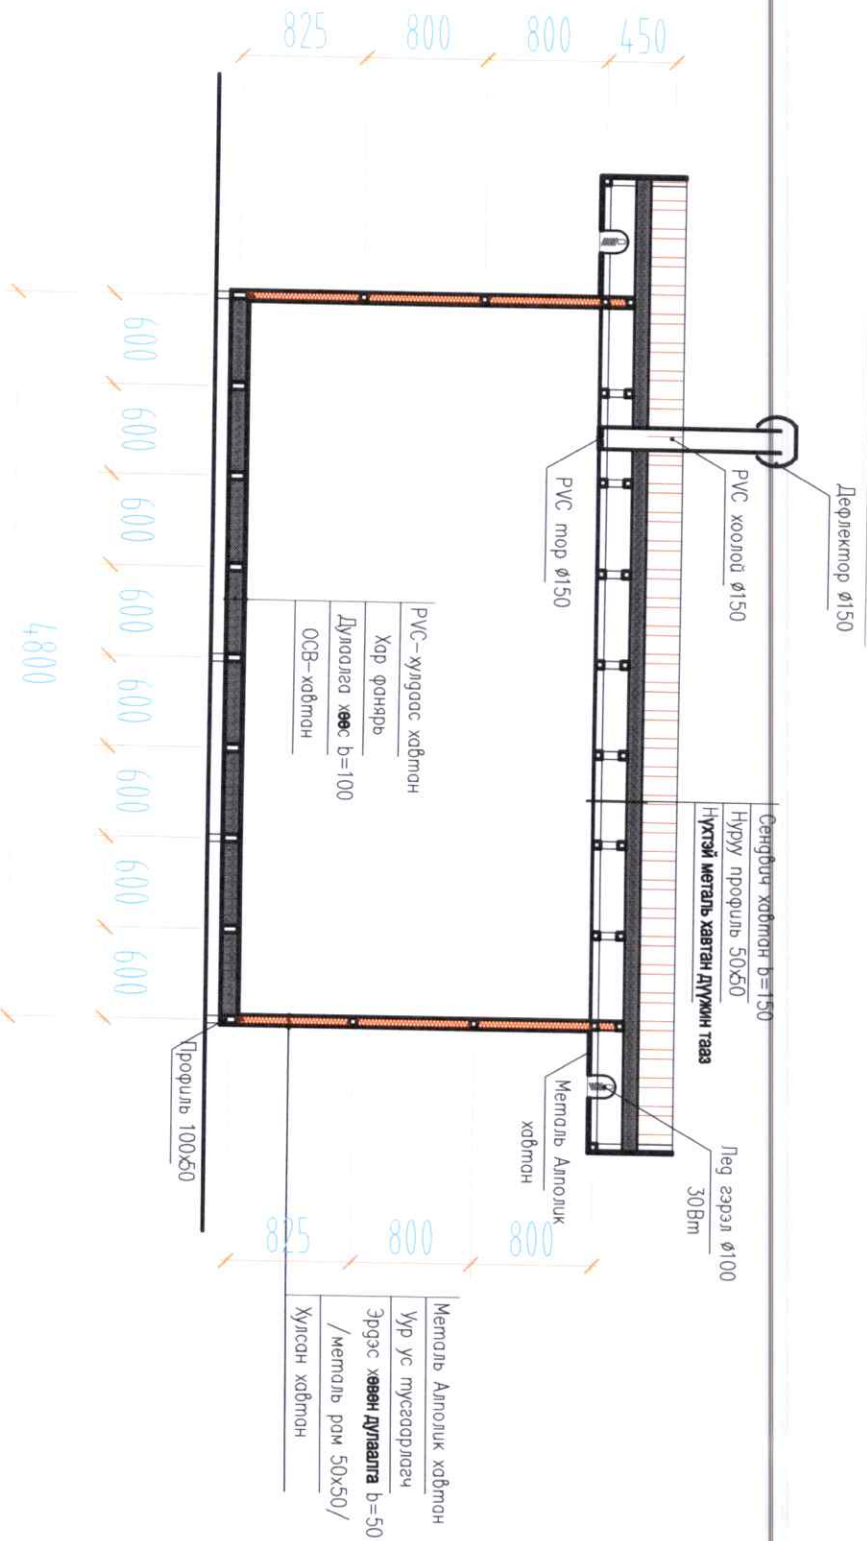 Дефлектор ø150
PVC хоолой ø150
PVC тор ø150
Сендвич хавтан b=150
Нуруу профиль 50х50
Нүхтэй металь хавтан дүүжин тааз
PVC-хулдаас хавтан
Хар фанярь
Дулаалга хөөс b=100
ОСВ-хавтан
Лед гэрэл ø100
30Вт
Металь Алполик
хавтан
Профиль 100х50
Металь Алполик хавтан
Уур ус тусгаарлагч
Эрдэс хөвөн дулаалга b=50
/металь рам 50х50/
Хулсан хавтан
450
800
800
825
800
800
825
600
600
600
600
600
600
600
600
4800